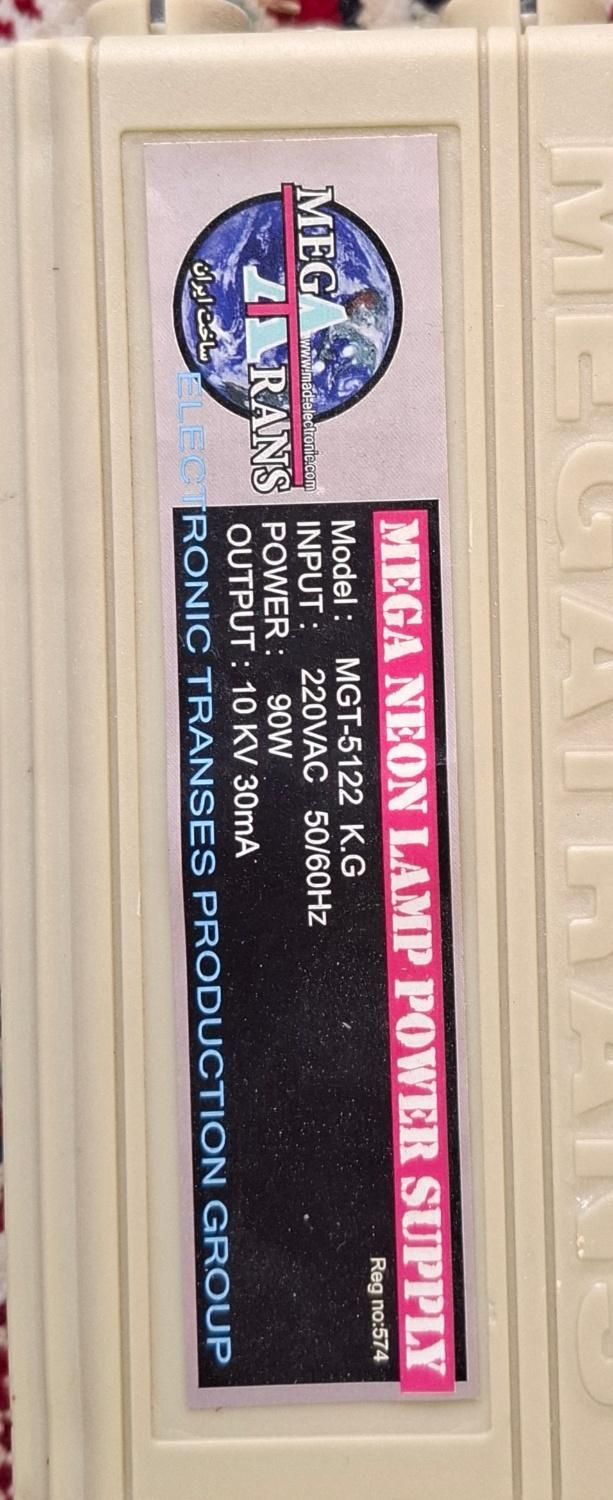 MEGA TRANS
www.mad-electronic.com
ساخت ایران
MEGA NEON LAMP POWER SUPPLY
Reg no:574
Model : MGT-5122 K.G
INPUT : 220VAC 50/60Hz
POWER : 90W
OUTPUT : 10 KV 30mA
ELECTRONIC TRANSES PRODUCTION GROUP
MEGATRANS